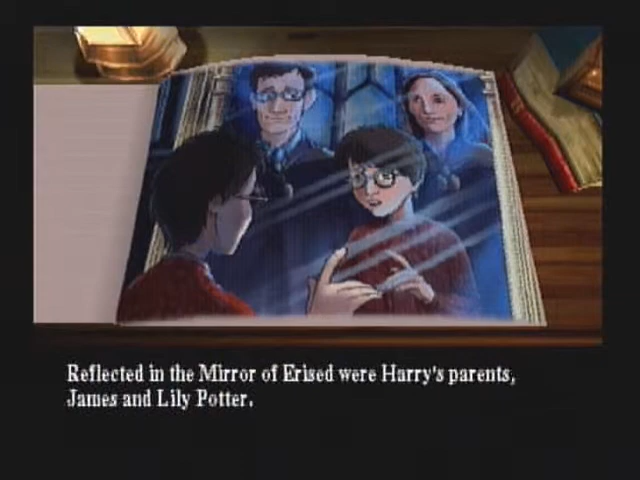 Reflected in the Mirror of Erised were Harry's parents,
James and Lily Potter.